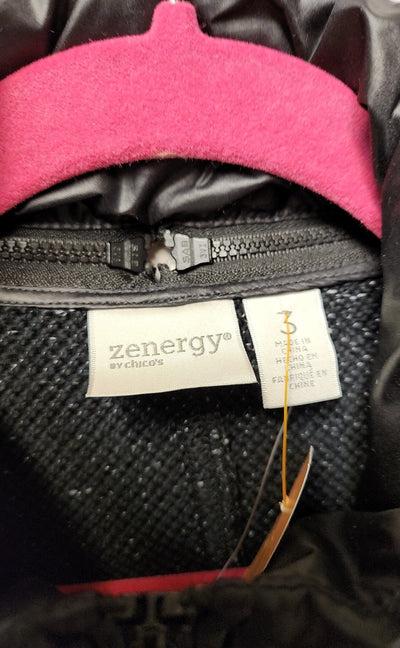 zenergy®
BY CHICO'S
3
MADE IN
CHINA
HECHO EN
CHINA
FABRIQUÉ EN
CHINE